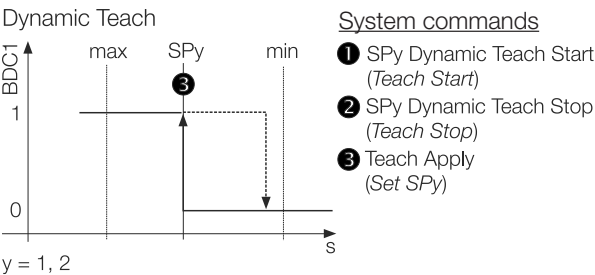 Dynamic Teach
System commands
BDC1
max
SPy
min
3
1
0
s
y = 1, 2
1 SPy Dynamic Teach Start
(Teach Start)
2 SPy Dynamic Teach Stop
(Teach Stop)
3 Teach Apply
(Set SPy)